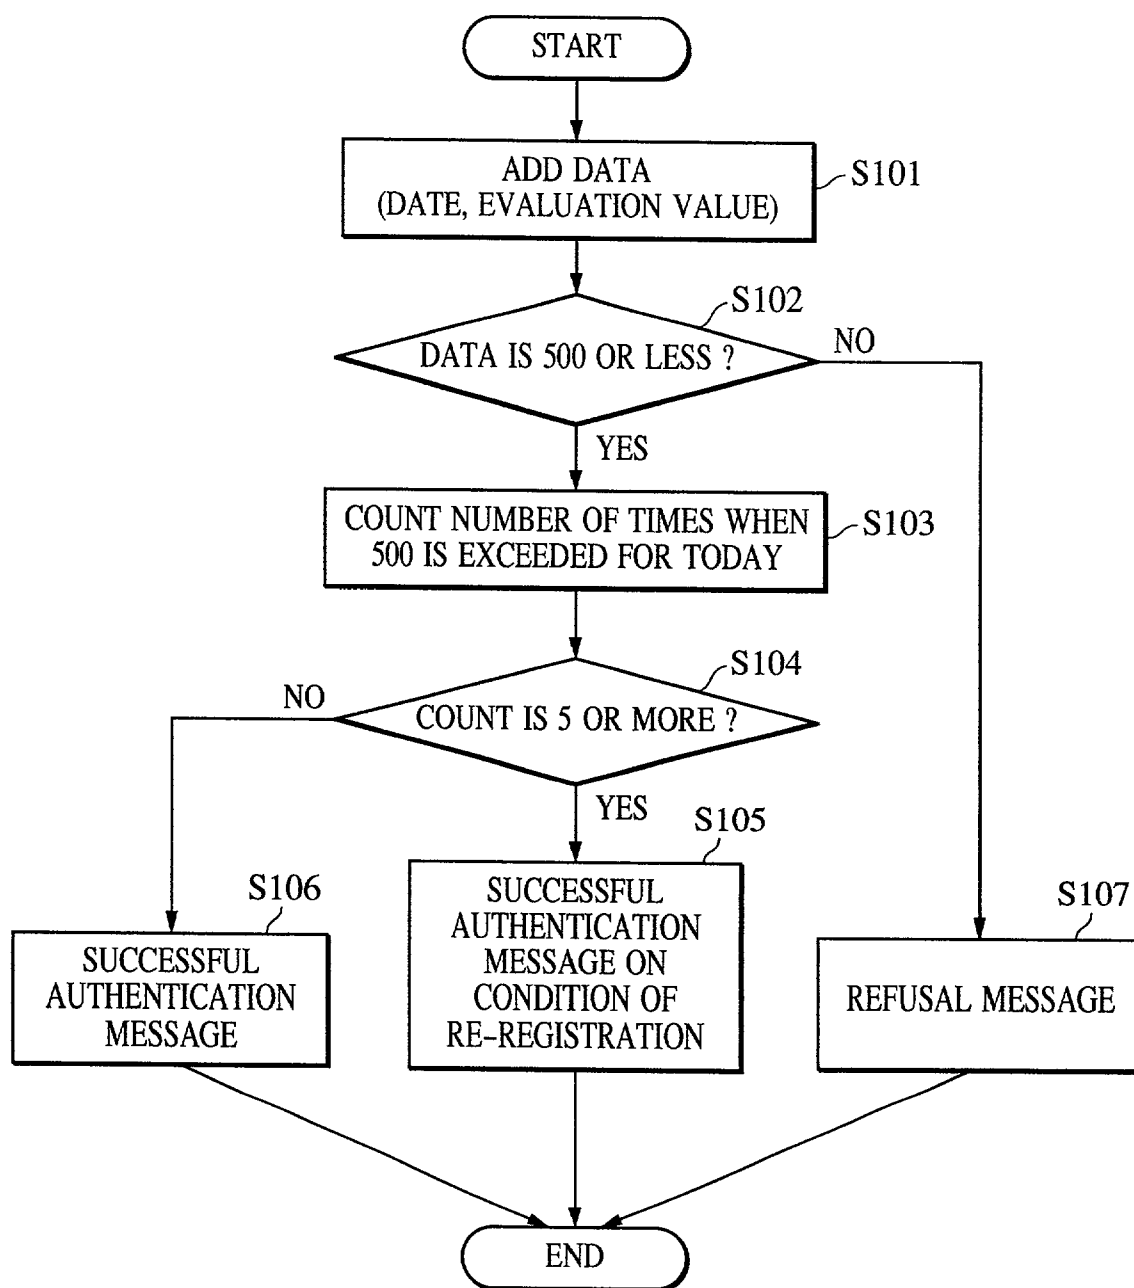 START
ADD DATA
(DATE, EVALUATION VALUE)
S101
S102
DATA IS 500 OR LESS ?
NO
YES
COUNT NUMBER OF TIMES WHEN
500 IS EXCEEDED FOR TODAY
S103
S104
NO
COUNT IS 5 OR MORE ?
YES
S105
SUCCESSFUL
AUTHENTICATION
MESSAGE ON
CONDITION OF
RE-REGISTRATION
S106
SUCCESSFUL
AUTHENTICATION
MESSAGE
S107
REFUSAL MESSAGE
END